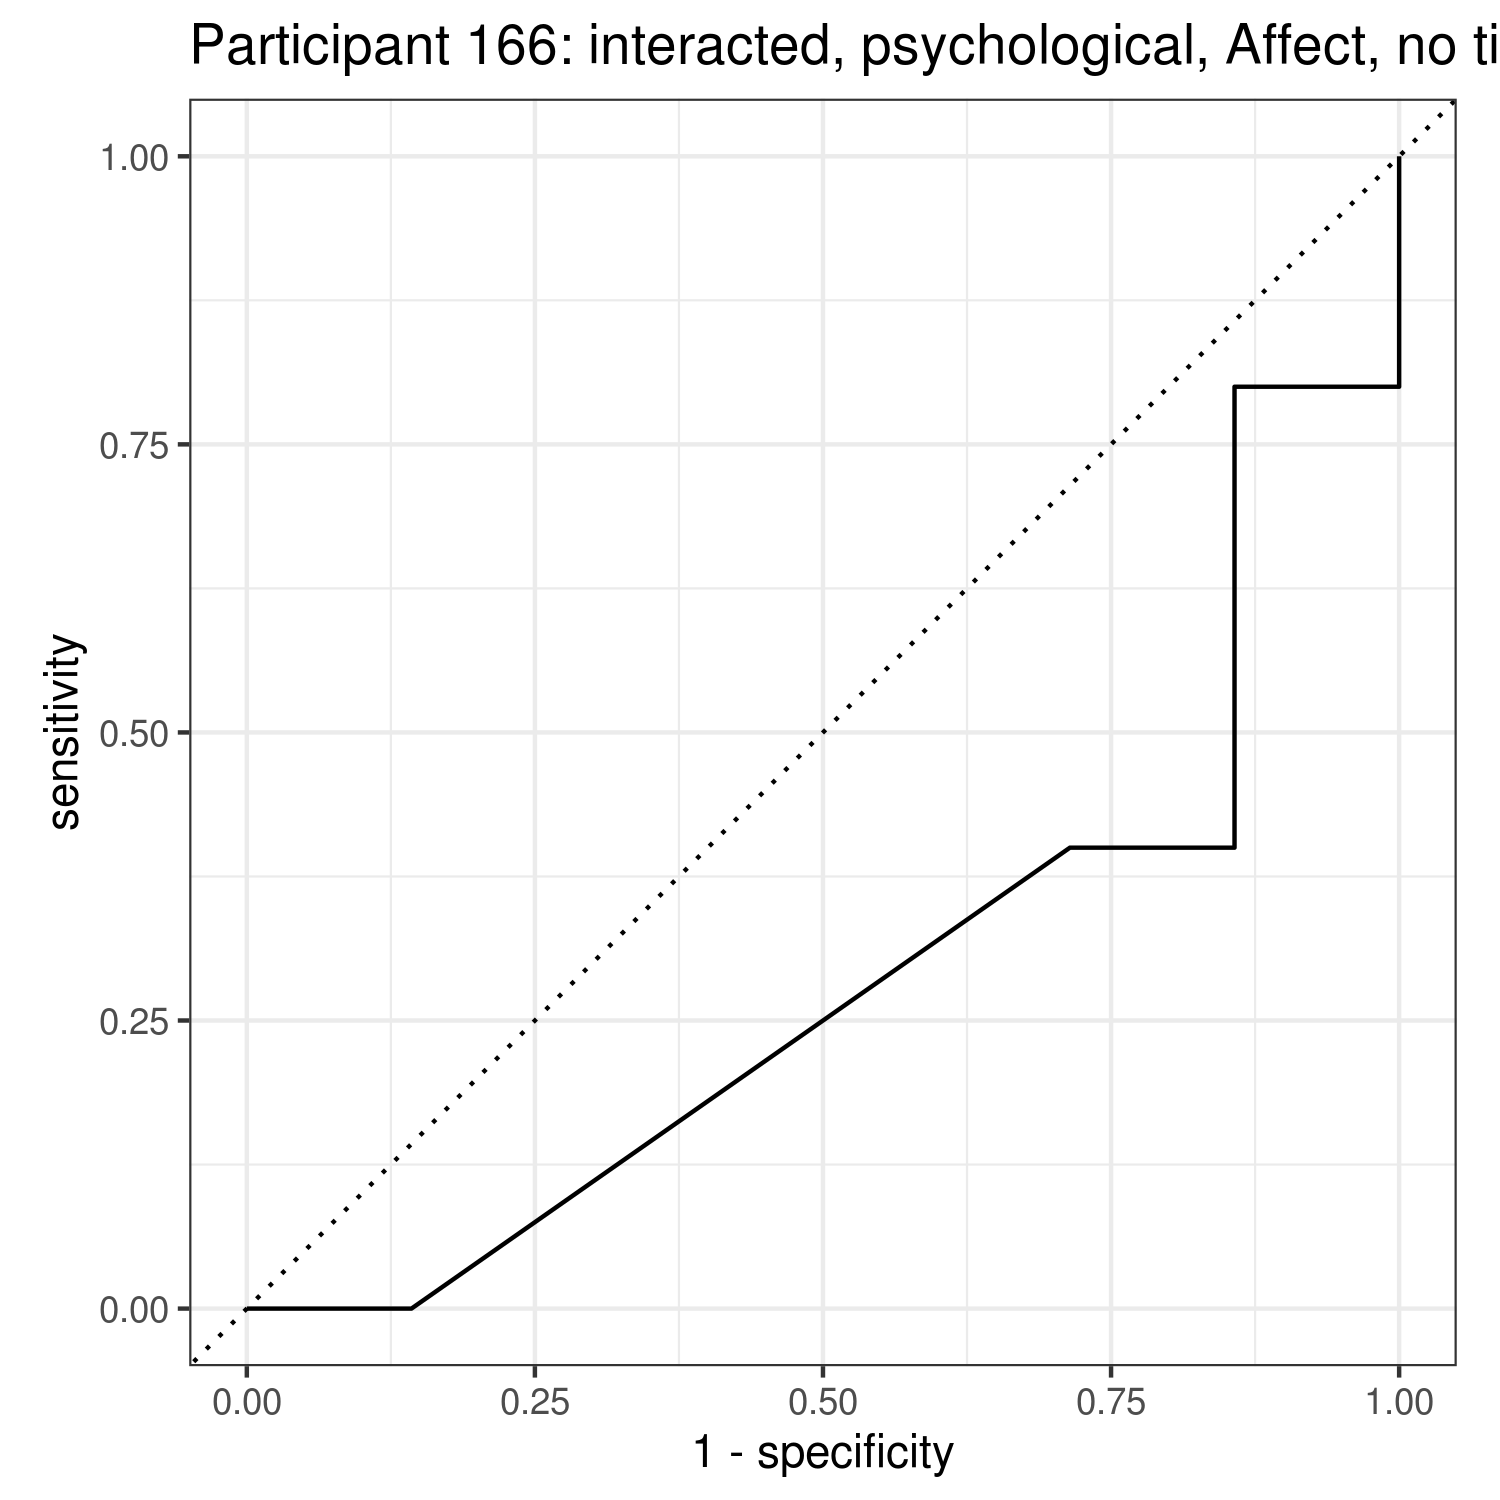 Participant 166: interacted, psychological, Affect, no ti
1.00
0.75
0.50
0.25
0.00
sensitivity
0.00 0.25 0.50 0.75 1.00
1 - specificity